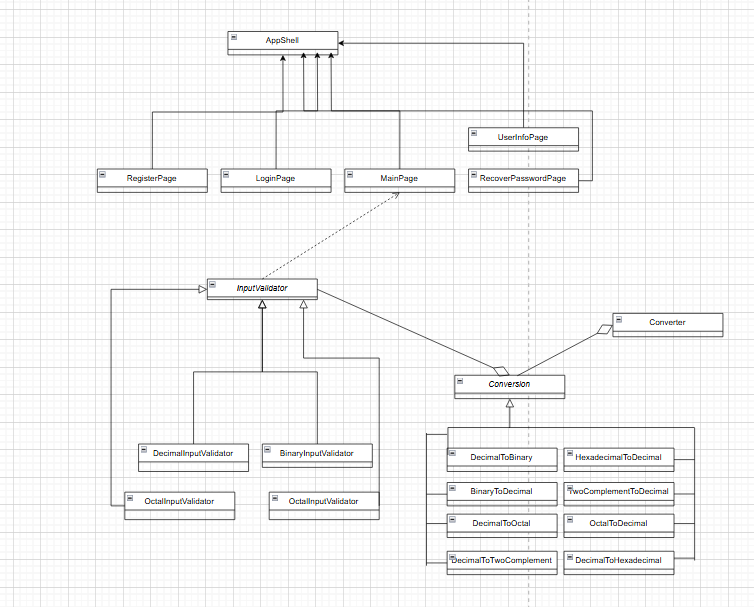 AppShell
UserInfoPage
RegisterPage
LoginPage
MainPage
RecoverPasswordPage
InputValidator
Converter
Conversion
DecimalInputValidator
BinaryInputValidator
DecimalToBinary
HexadecimalToDecimal
BinaryToDecimal
TwoComplementToDecimal
OctalInputValidator
OctalInputValidator
DecimalToOctal
OctalToDecimal
DecimalToTwoComplement
DecimalToHexadecimal